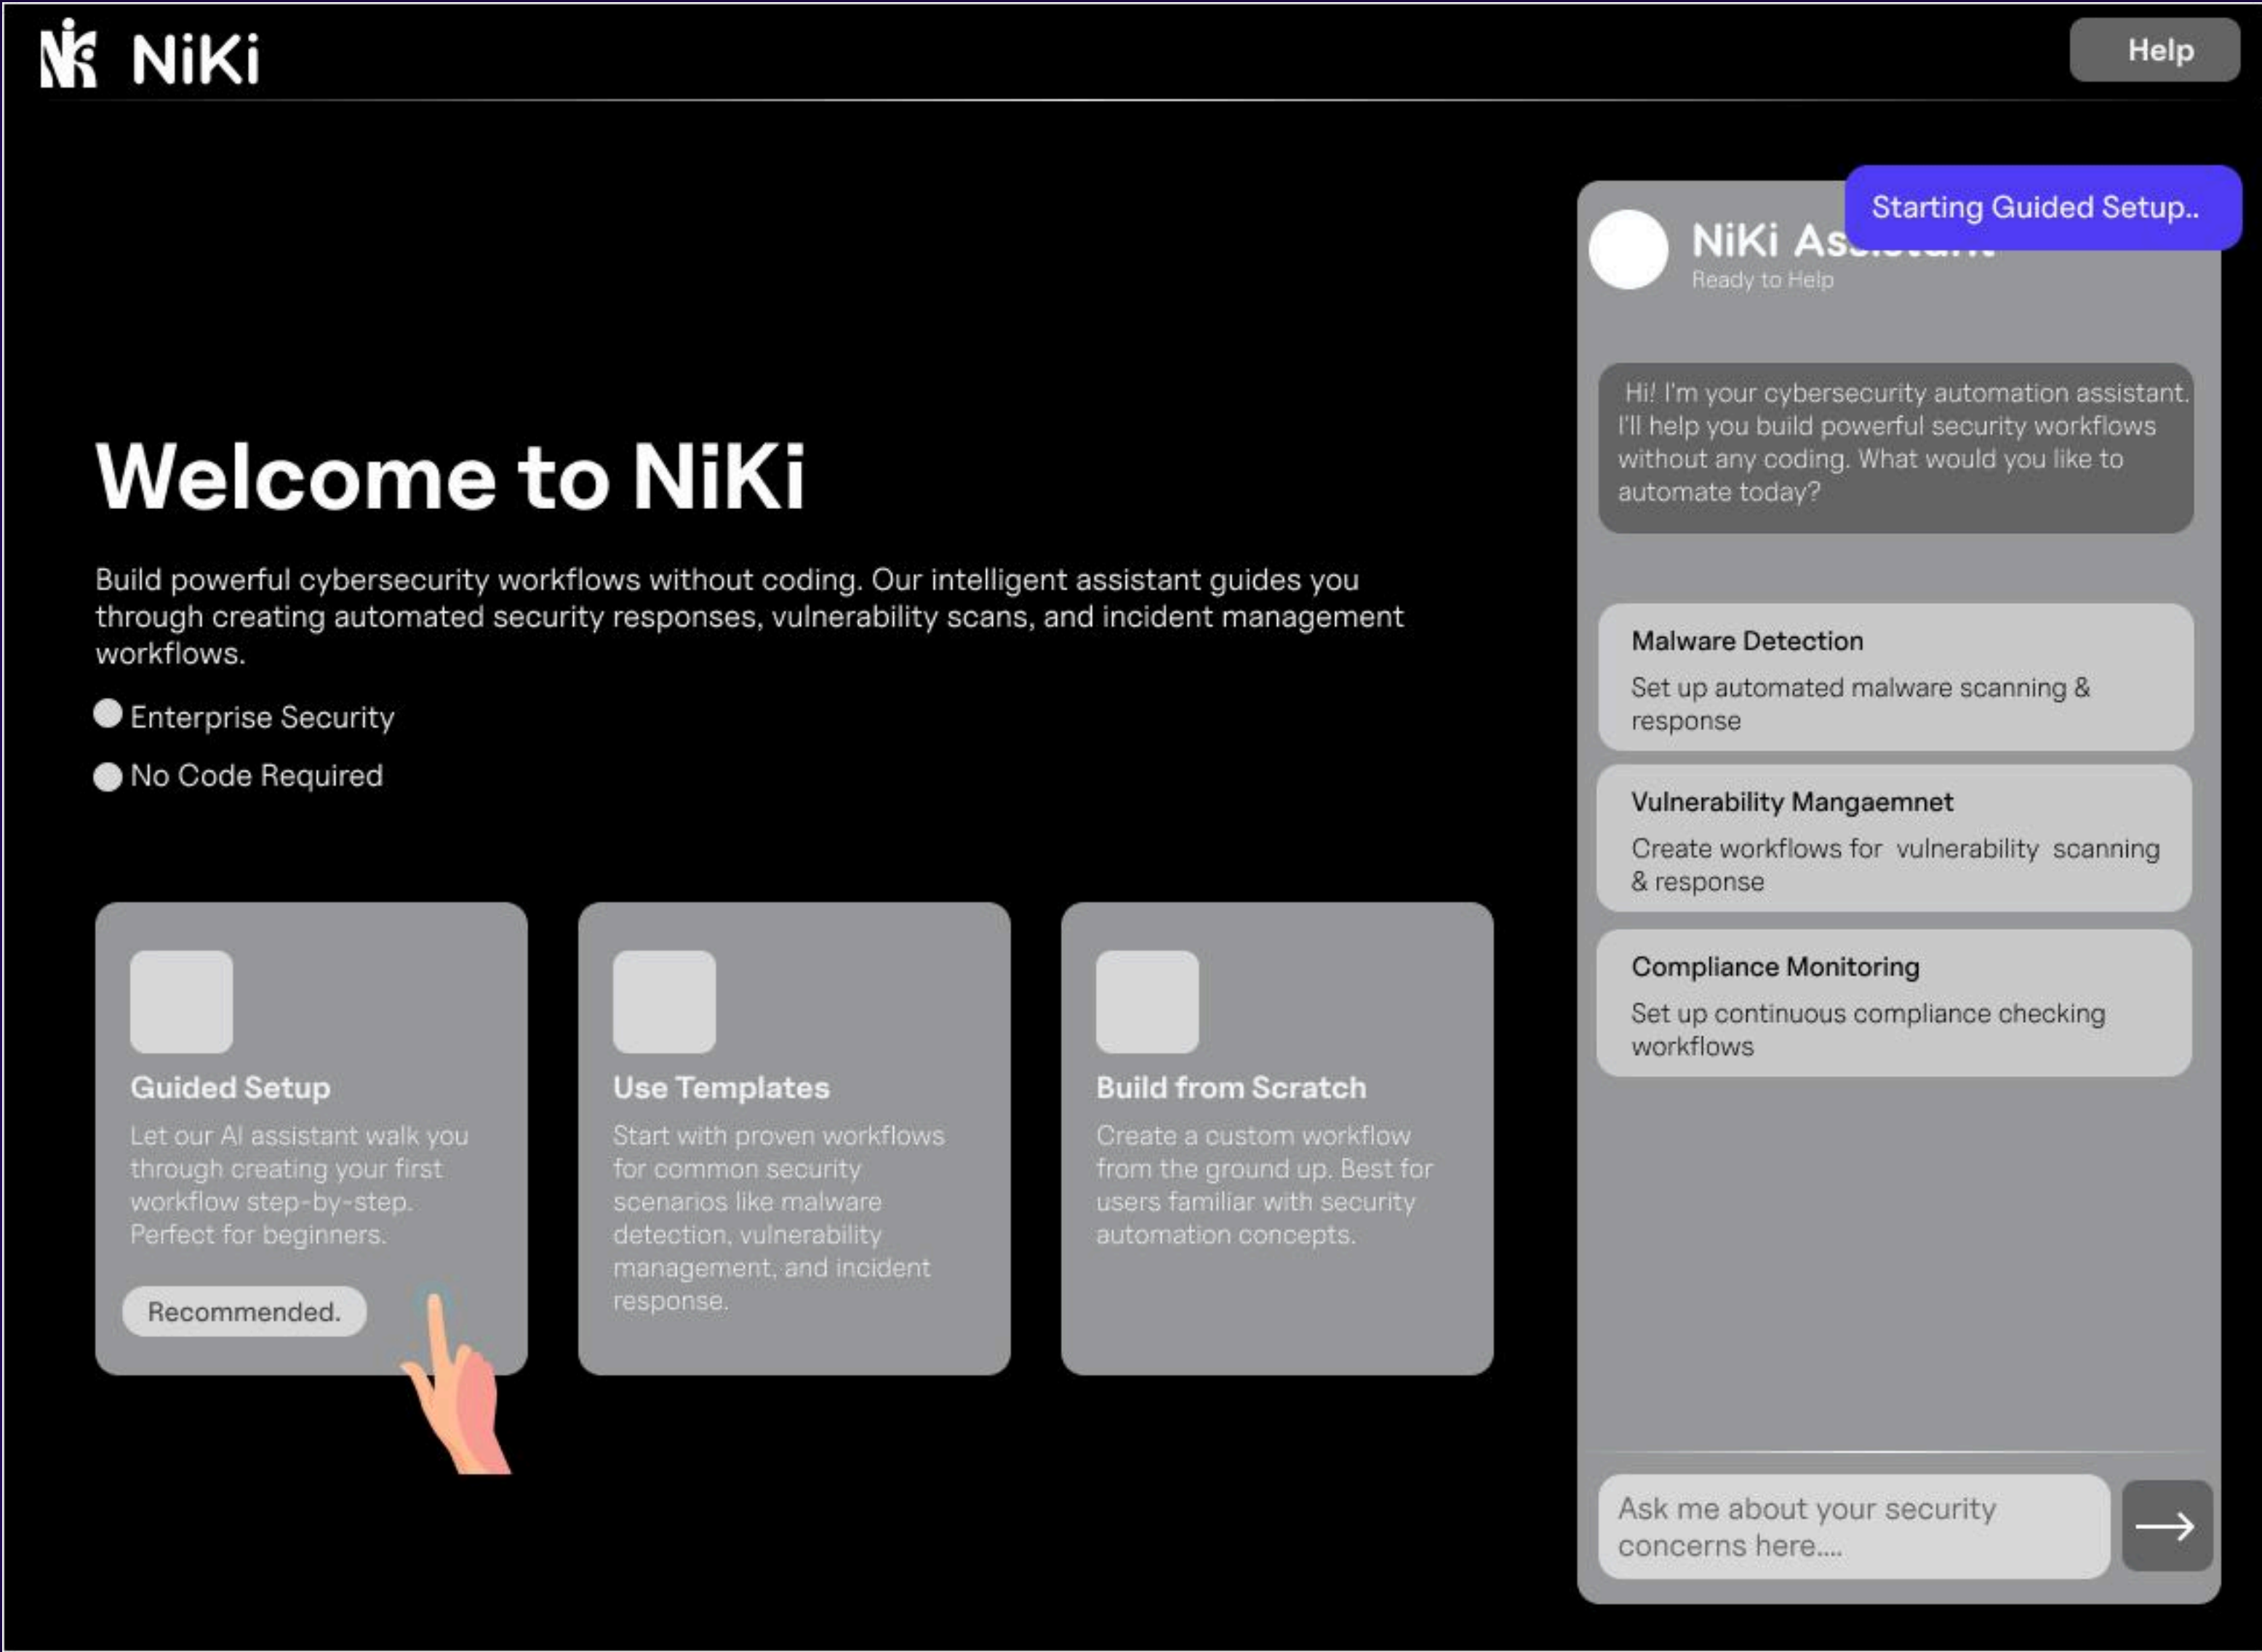 NiKi
Help
Starting Guided Setup..
NiKi Assistant
Ready to Help
Hi! I'm your cybersecurity automation assistant.
I'll help you build powerful security workflows
without any coding. What would you like to
automate today?
Welcome to NiKi
Build powerful cybersecurity workflows without coding. Our intelligent assistant guides you
through creating automated security responses, vulnerability scans, and incident management
workflows.
Enterprise Security
No Code Required
Malware Detection
Set up automated malware scanning &
response
Vulnerability Mangaemnet
Create workflows for vulnerability scanning
& response
Compliance Monitoring
Set up continuous compliance checking
workflows
Guided Setup
Let our AI assistant walk you
through creating your first
workflow step-by-step.
Perfect for beginners.
Recommended.
Use Templates
Start with proven workflows
for common security
scenarios like malware
detection, vulnerability
management, and incident
response.
Build from Scratch
Create a custom workflow
from the ground up. Best for
users familiar with security
automation concepts.
Ask me about your security
concerns here....